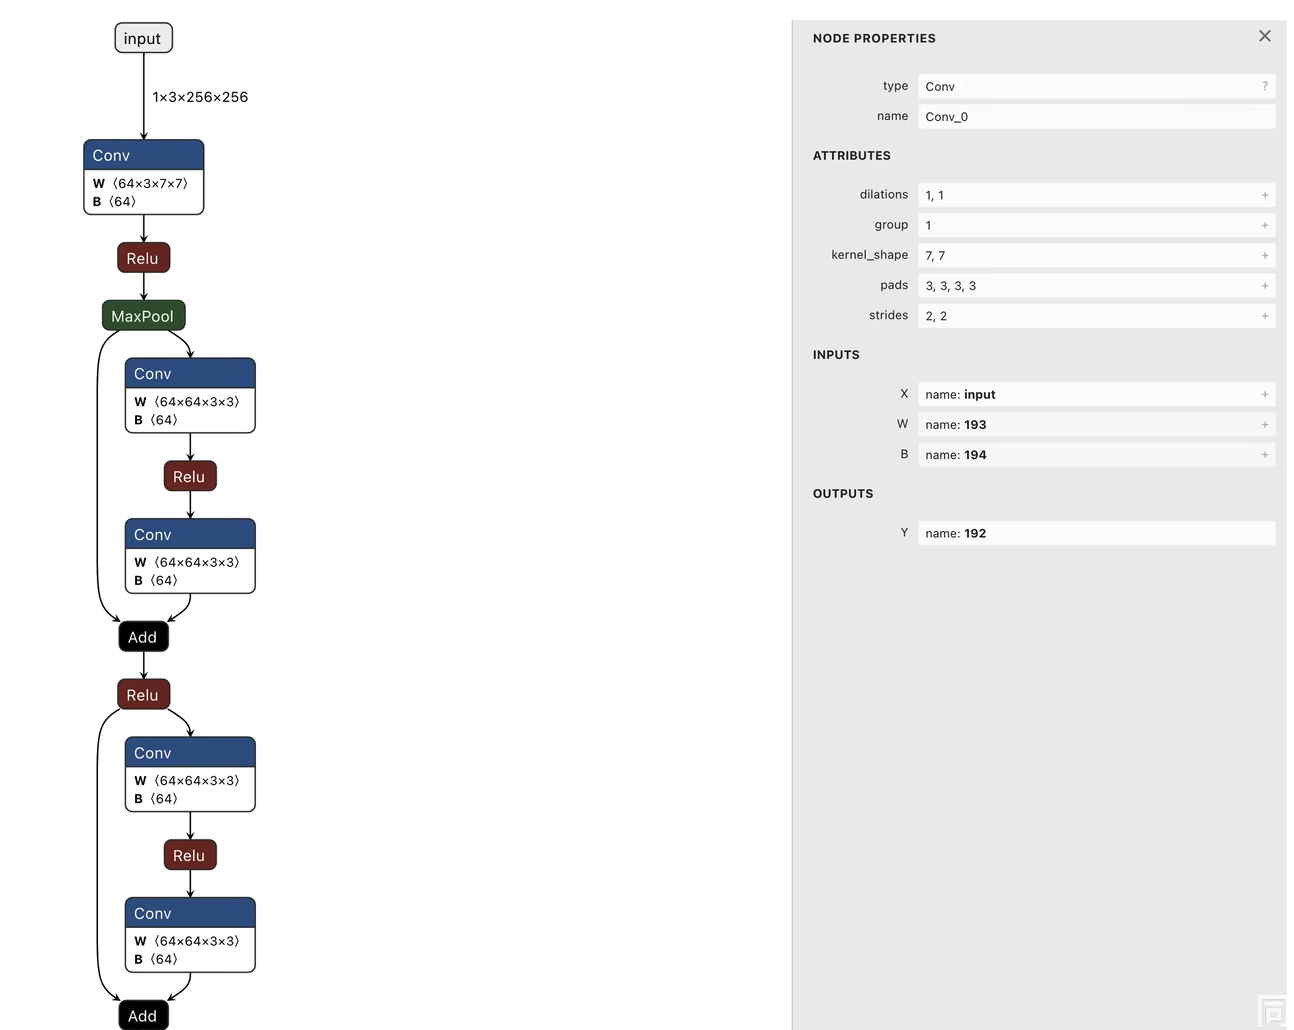 input
1×3×256×256
Conv
W ⟨64×3×7×7⟩
B ⟨64⟩
Relu
MaxPool
Conv
W ⟨64×64×3×3⟩
B ⟨64⟩
Relu
Conv
W ⟨64×64×3×3⟩
B ⟨64⟩
Add
Relu
Conv
W ⟨64×64×3×3⟩
B ⟨64⟩
Relu
Conv
W ⟨64×64×3×3⟩
B ⟨64⟩
Add
NODE PROPERTIES ×
type Conv ?
name Conv_0
ATTRIBUTES
dilations 1, 1 +
group 1 +
kernel_shape 7, 7 +
pads 3, 3, 3, 3 +
strides 2, 2 +
INPUTS
X name: input +
W name: 193 +
B name: 194 +
OUTPUTS
Y name: 192